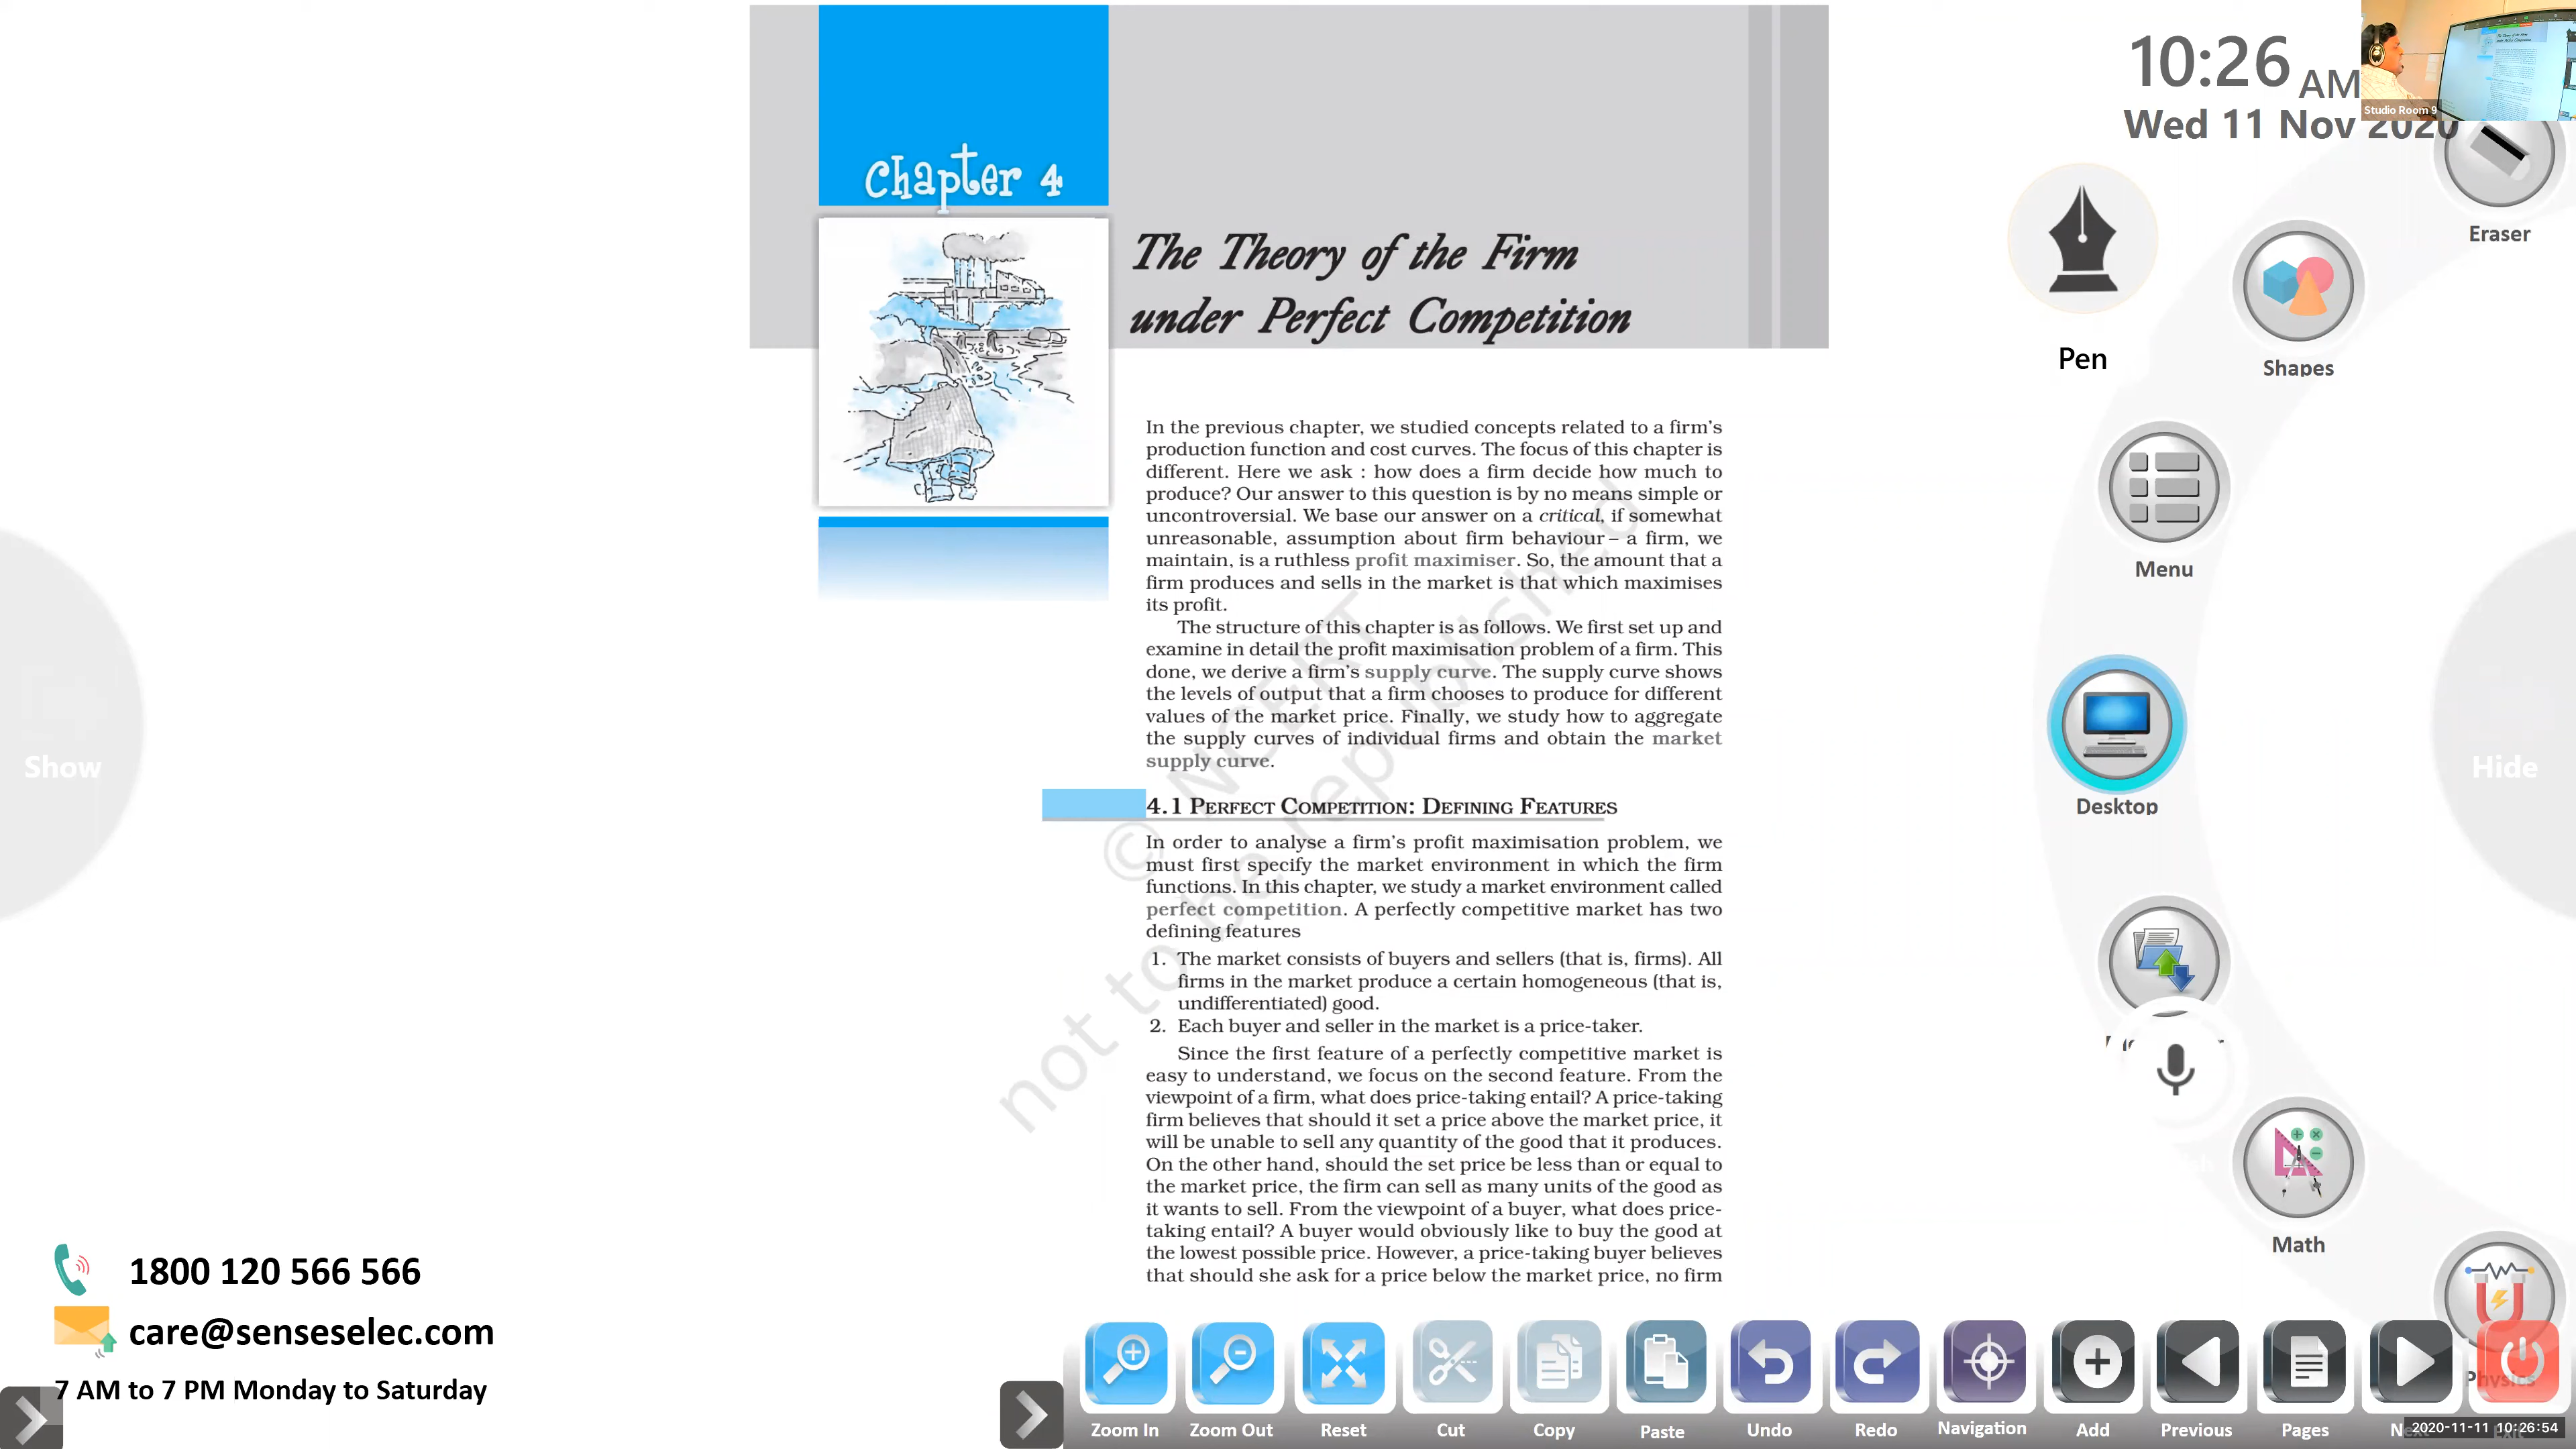 Chapter 4
The Theory of the Firm
under Perfect Competition
In the previous chapter, we studied concepts related to a firm's
production function and cost curves. The focus of this chapter is
different. Here we ask : how does a firm decide how much to
produce? Our answer to this question is by no means simple or
uncontroversial. We base our answer on a critical, if somewhat
unreasonable, assumption about firm behaviour – a firm, we
maintain, is a ruthless profit maximiser. So, the amount that a
firm produces and sells in the market is that which maximises
its profit.
The structure of this chapter is as follows. We first set up and
examine in detail the profit maximisation problem of a firm. This
done, we derive a firm's supply curve. The supply curve shows
the levels of output that a firm chooses to produce for different
values of the market price. Finally, we study how to aggregate
the supply curves of individual firms and obtain the market
supply curve.
4.1 Perfect Competition: Defining Features
In order to analyse a firm's profit maximisation problem, we
must first specify the market environment in which the firm
functions. In this chapter, we study a market environment called
perfect competition. A perfectly competitive market has two
defining features
1. The market consists of buyers and sellers (that is, firms). All
firms in the market produce a certain homogeneous (that is,
undifferentiated) good.
2. Each buyer and seller in the market is a price-taker.
Since the first feature of a perfectly competitive market is
easy to understand, we focus on the second feature. From the
viewpoint of a firm, what does price-taking entail? A price-taking
firm believes that should it set a price above the market price, it
will be unable to sell any quantity of the good that it produces.
On the other hand, should the set price be less than or equal to
the market price, the firm can sell as many units of the good as
it wants to sell. From the viewpoint of a buyer, what does price-
taking entail? A buyer would obviously like to buy the good at
the lowest possible price. However, a price-taking buyer believes
that should she ask for a price below the market price, no firm
© NCERT
not to be republished
10:26 AM
Wed 11 Nov 2020
Studio Room 9
Eraser
Pen
Shapes
Menu
Desktop
Math
Physics
Show
Hide
1800 120 566 566
care@senseselec.com
7 AM to 7 PM Monday to Saturday
Zoom In
Zoom Out
Reset
Cut
Copy
Paste
Undo
Redo
Navigation
Add
Previous
Pages
2020-11-11 10:26:54